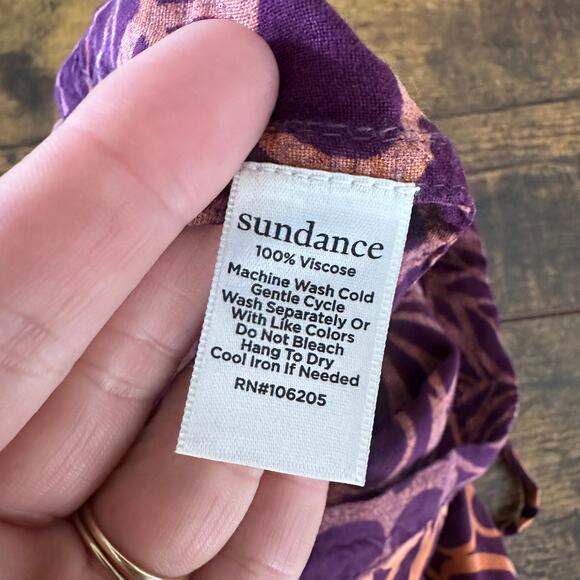 sundance
100% Viscose
Machine Wash Cold
Gentle Cycle
Wash Separately Or
With Like Colors
Do Not Bleach
Hang To Dry
Cool Iron If Needed
RN#106205